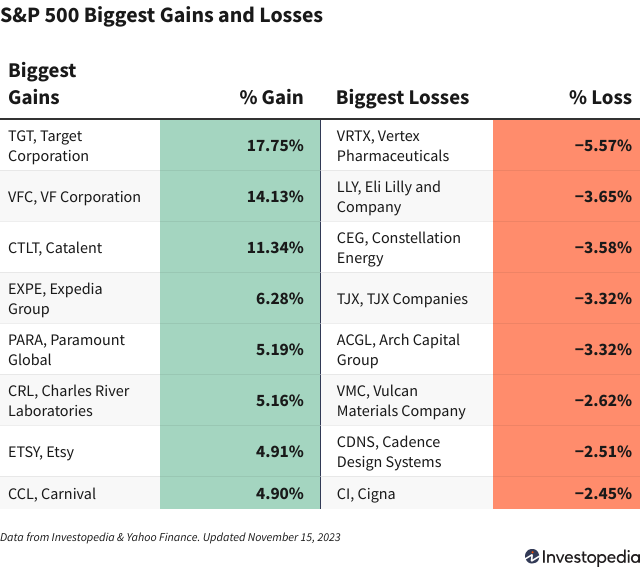 S&P 500 Biggest Gains and Losses
Biggest
Gains
% Gain
Biggest Losses
% Loss
TGT, Target
Corporation
17.75%
VRTX, Vertex
Pharmaceuticals
−5.57%
VFC, VF Corporation
14.13%
LLY, Eli Lilly and
Company
−3.65%
CTLT, Catalent
11.34%
CEG, Constellation
Energy
−3.58%
EXPE, Expedia
Group
6.28%
TJX, TJX Companies
−3.32%
PARA, Paramount
Global
5.19%
ACGL, Arch Capital
Group
−3.32%
CRL, Charles River
Laboratories
5.16%
VMC, Vulcan
Materials Company
−2.62%
ETSY, Etsy
4.91%
CDNS, Cadence
Design Systems
−2.51%
CCL, Carnival
4.90%
CI, Cigna
−2.45%
Data from Investopedia & Yahoo Finance. Updated November 15, 2023
Investopedia